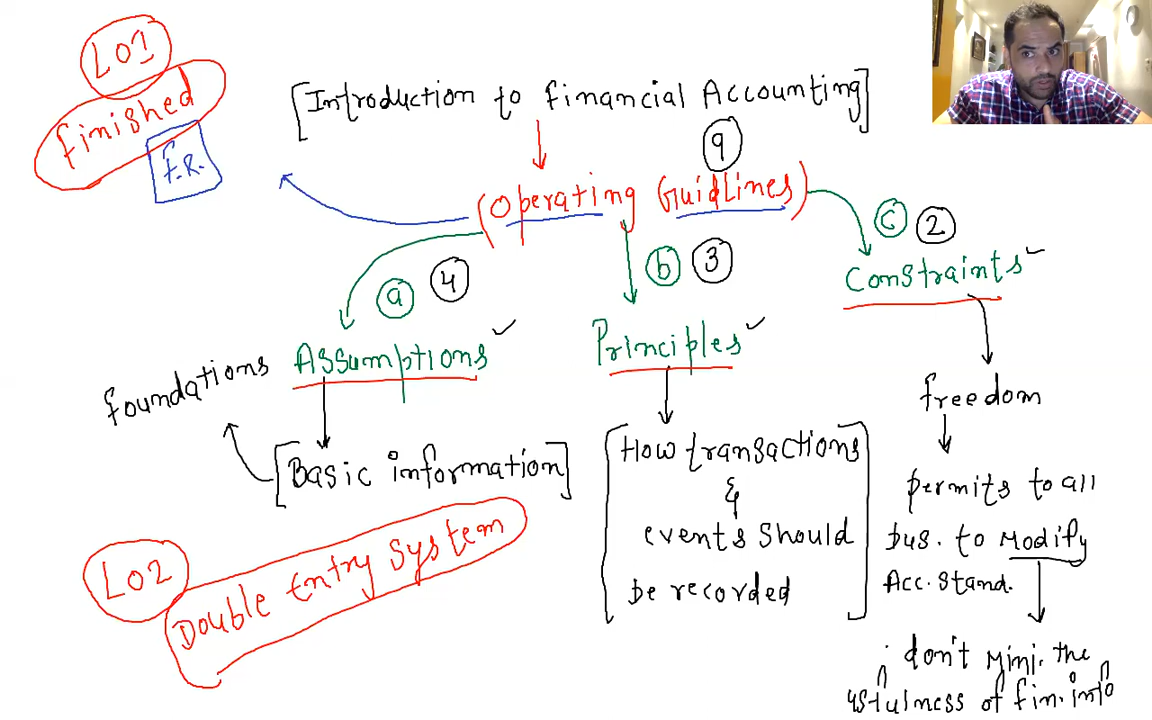 LO1
finished
f.R.
[Introduction to financial Accounting]
9
(Operating GuidLines)
a 4
b 3
c 2
Assumptions
Principles
Constraints
foundations
[Basic information]
[How transactions
&
events should
be recorded]
freedom
permits to all
bus. to Modify
Acc. Stand.
don't Mini. the
usefulness of fin. info
LO2
Double Entry System